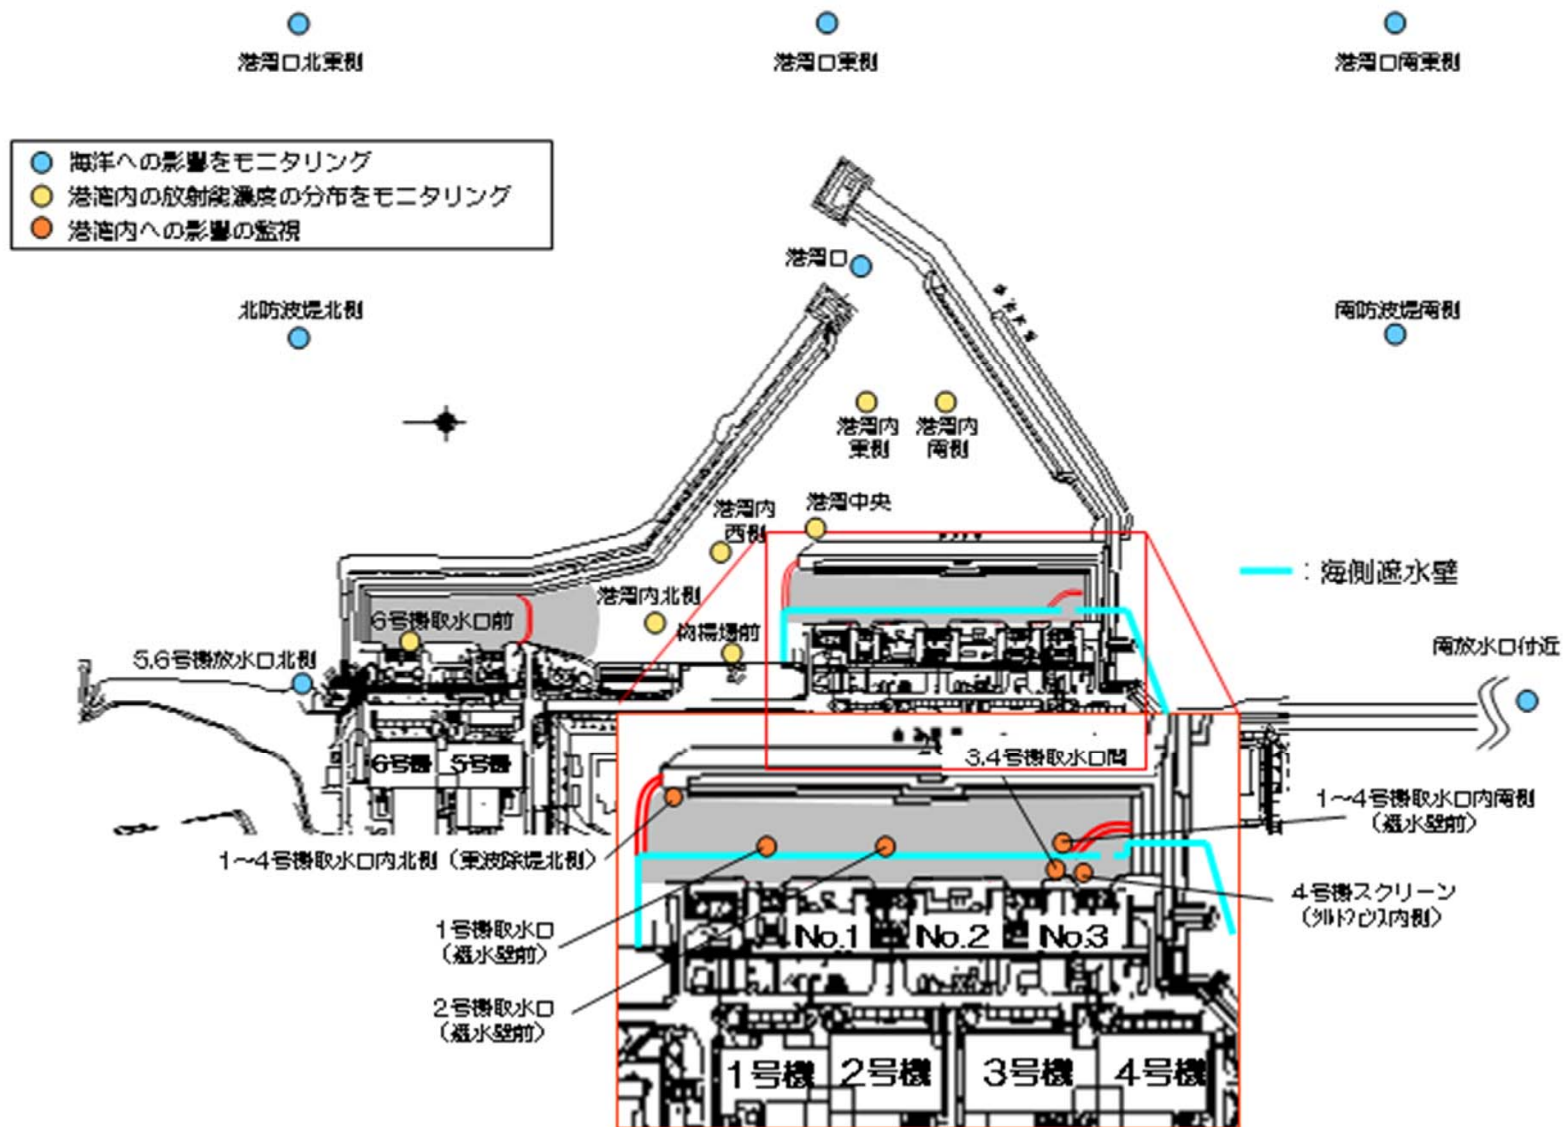 港湾口北東側
港湾口東側
港湾口南東側
海洋への影響をモニタリング
港湾内の放射能濃度の分布をモニタリング
港湾内への影響の監視
港湾口
北防波堤北側
南防波堤南側
港湾内
東側
港湾内
南側
港湾内
西側
港湾中央
:海側遮水壁
港湾内北側
6号機取水口前
物揚場前
5,6号機放水口北側
南放水口付近
6号機
5号機
3,4号機取水口間
1～4号機取水口内南側
(遮水壁前)
1～4号機取水口内北側(東波除堤北側)
4号機スクリーン
(シルトフェンス内側)
1号機取水口
(遮水壁前)
No.1
No.2
No.3
2号機取水口
(遮水壁前)
1号機
2号機
3号機
4号機